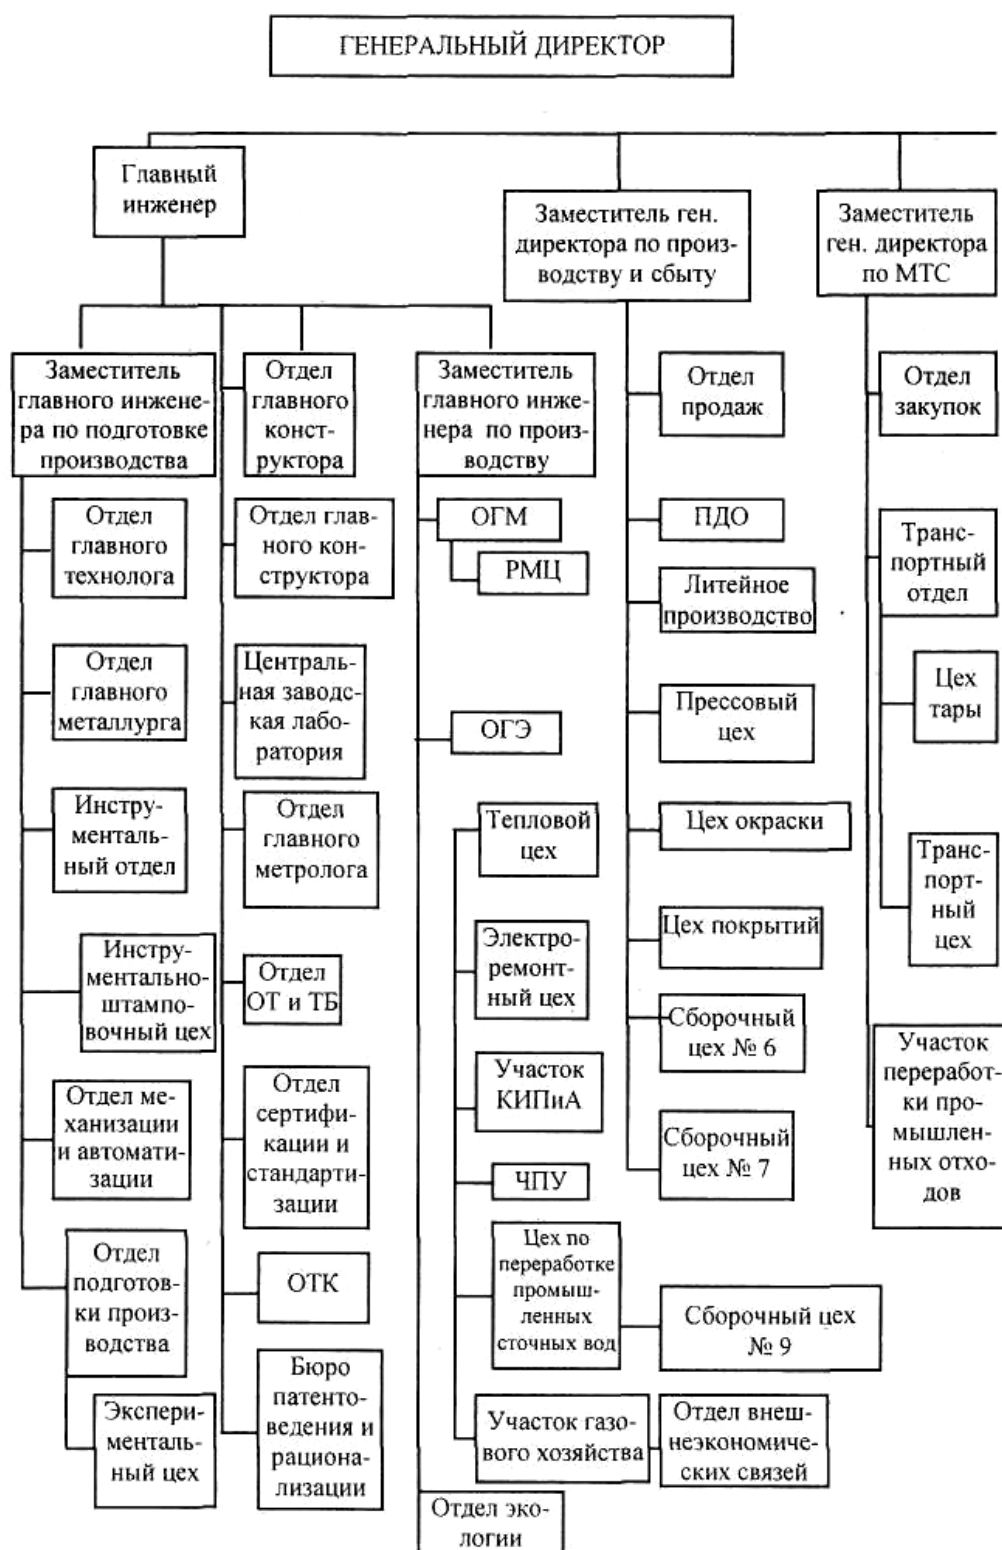 ГЕНЕРАЛЬНЫЙ ДИРЕКТОР
Главный
инженер
Заместитель ген.
директора по произ-
водству и сбыту
Заместитель
ген. директора
по МТС
Заместитель
главного инжене-
ра по подготовке
производства
Отдел
главного
технолога
Отдел
главного
металлурга
Инстру-
менталь-
ный отдел
Инстру-
ментально-
штампо-
вочный цех
Отдел ме-
ханизации
и автомати-
зации
Отдел
подготов-
ки произ-
водства
Экспери-
менталь-
ный цех
Отдел
главного
конст-
руктора
Отдел глав-
ного кон-
структора
Централь-
ная заводс-
кая лабо-
ратория
Отдел
главного
метролога
Отдел
ОТ и ТБ
Отдел
сертифи-
кации и
стандарти-
зации
ОТК
Бюро
патенто-
ведения и
рациона-
лизации
Заместитель
главного инже-
нера по произ-
водству
ОГМ
РМЦ
ОГЭ
Тепловой
цех
Электро-
ремонт-
ный цех
Участок
КИПиА
ЧПУ
Цех по
переработке
промыш-
ленных
сточных вод
Участок газо-
вого хозяйства
Отдел эко-
логии
Отдел
продаж
ПДО
Литейное
производство
Прессовый
цех
Цех окраски
Цех покрытий
Сборочный
цех № 6
Сборочный
цех № 7
Сборочный цех
№ 9
Отдел внеш-
неэкономиче-
ских связей
Отдел
закупок
Транс-
портный
отдел
Цех
тары
Транс-
порт-
ный
цех
Участок
переработ-
ки про-
мышлен-
ных отхо-
дов